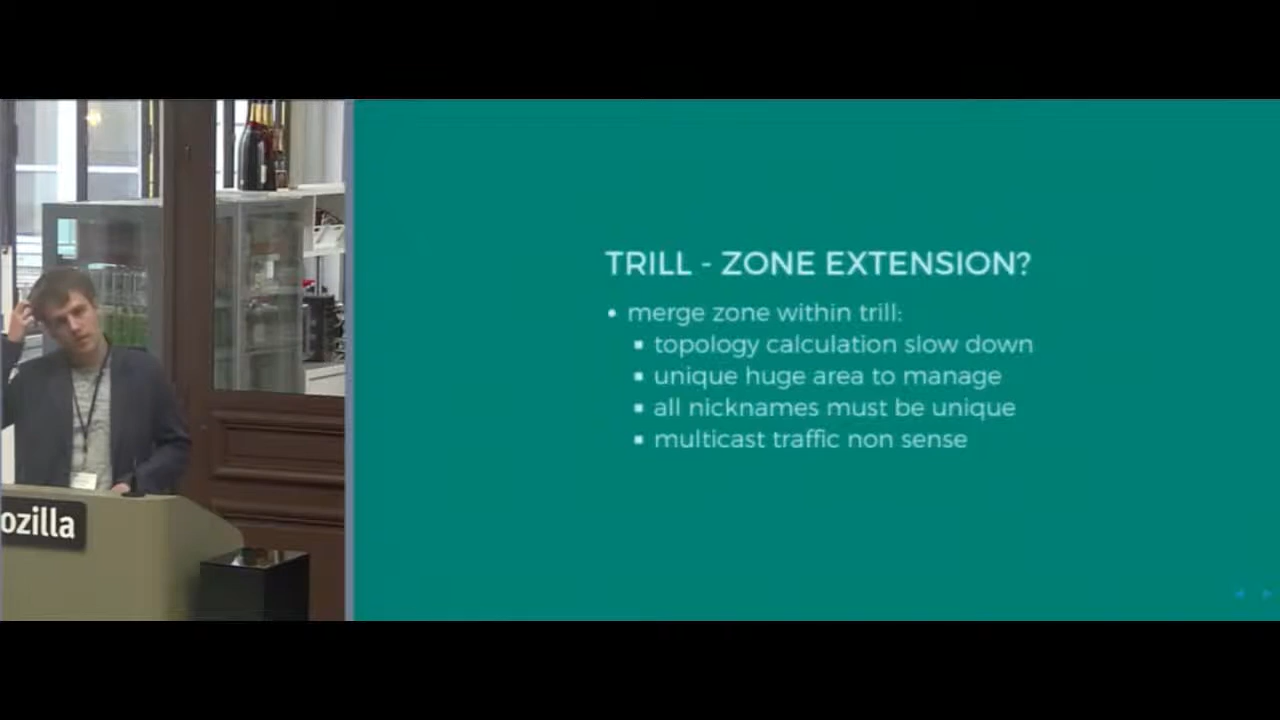 TRILL - ZONE EXTENSION?
• merge zone within trill:
▪ topology calculation slow down
▪ unique huge area to manage
▪ all nicknames must be unique
▪ multicast traffic non sense
ozilla